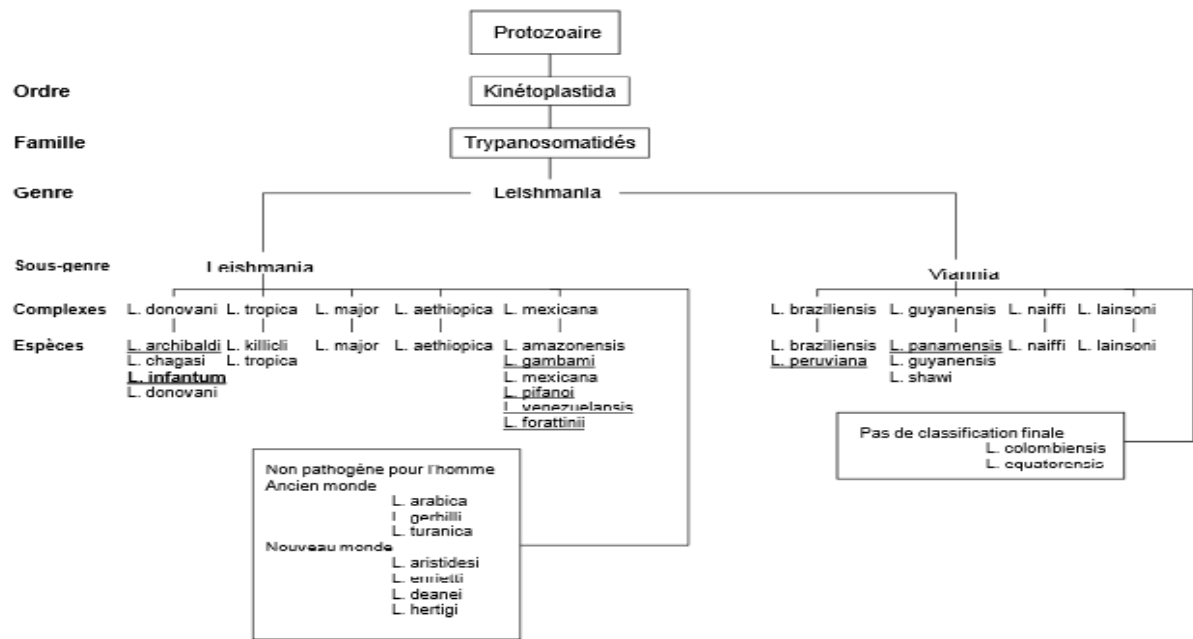 Protozoaire
Ordre Kinétoplastida
Famille Trypanosomatidés
Genre Leishmania
Sous-genre Leishmania Viannia
Complexes L. donovani L. tropica L. major L. aethiopica L. mexicana L. braziliensis L. guyanensis L. naiffi L. lainsoni
Espèces L. archibaldi L. killicli L. major L. aethiopica L. amazonensis L. braziliensis L. panamensis L. naiffi L. lainsoni
L. chagasi L. tropica L. gambami L. peruviana L. guyanensis
L. infantum L. mexicana L. shawi
L. donovani L. pifanoi
L. venezuelansis
L. forattinii
Pas de classification finale
L. colombiensis
L. equatorensis
Non pathogène pour l'homme
Ancien monde
L. arabica
L. gerbilli
L. turanica
Nouveau monde
L. aristidesi
L. enrietti
L. deanei
L. hertigi